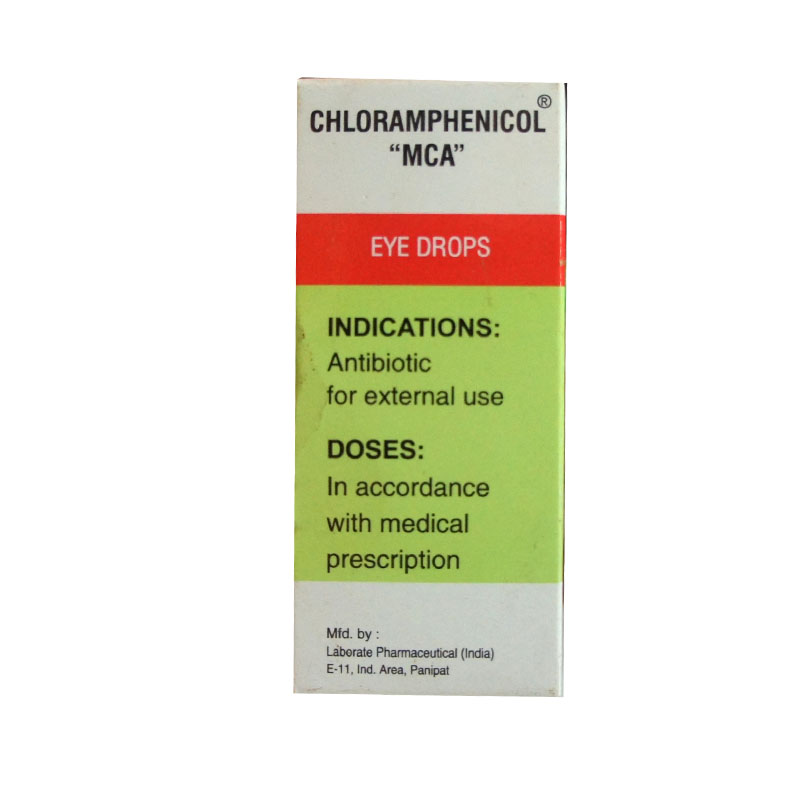 CHLORAMPHENICOL ®
“MCA”
EYE DROPS
INDICATIONS:
Antibiotic
for external use
DOSES:
In accordance
with medical
prescription
Mfd. by :
Laborate Pharmaceutical (India)
E-11, Ind. Area, Panipat